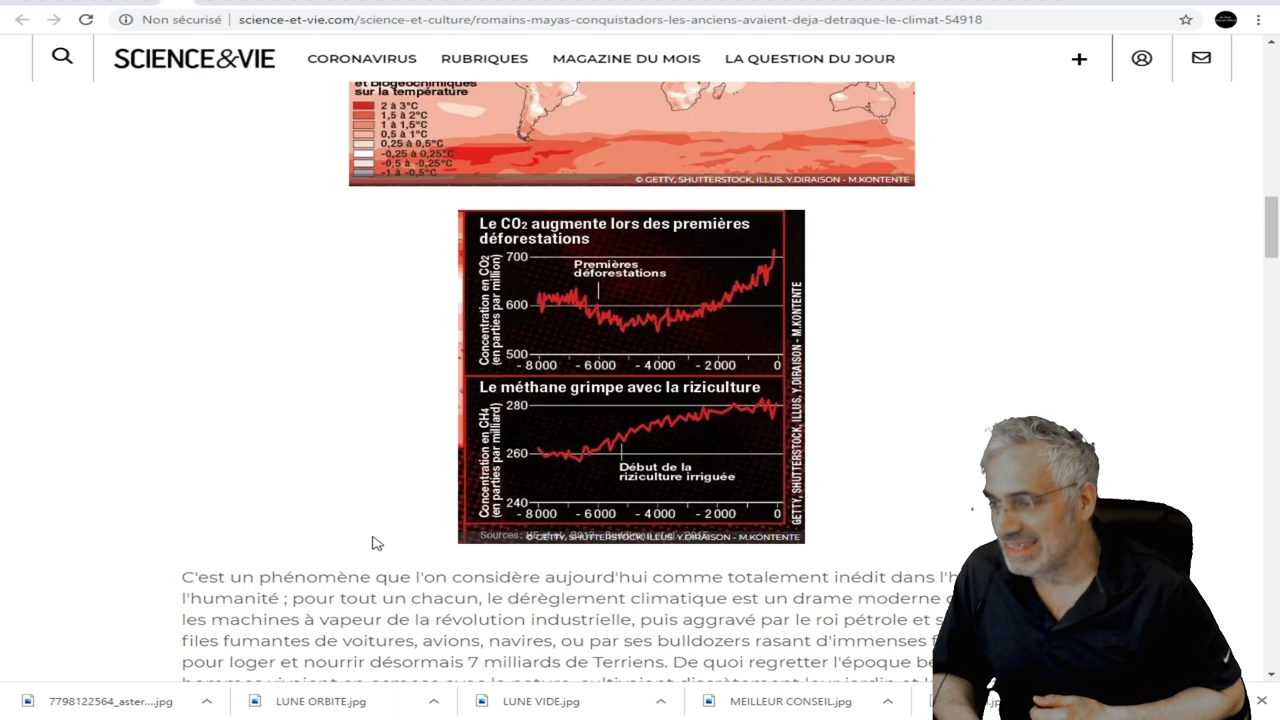 Non sécurisé | science-et-vie.com/science-et-culture/romains-mayas-conquistadors-les-anciens-avaient-deja-detraque-le-climat-54918
SCIENCE&VIE CORONAVIRUS RUBRIQUES MAGAZINE DU MOIS LA QUESTION DU JOUR +
et biogéochimiques
sur la température
2 à 3°C
1,5 à 2°C
1 à 1,5°C
0,5 à 1°C
0,25 à 0,5°C
-0,25 à 0,25°C
-0,5 à -0,25°C
-1 à -0,5°C
© GETTY, SHUTTERSTOCK, ILLUS. Y.DIRAISON - M.KONTENTE
Le CO2 augmente lors des premières
déforestations
Concentration en CO2
(en parties par million)
700
600
500
Premières
déforestations
- 8 000 - 6 000 - 4 000 - 2 000 0
Le méthane grimpe avec la riziculture
Concentration en CH4
(en parties par milliard)
280
260
240
Début de la
riziculture irriguée
- 8 000 - 6 000 - 4 000 - 2 000 0
Sources:
© GETTY, SHUTTERSTOCK, ILLUS. Y.DIRAISON - M.KONTENTE
GETTY, SHUTTERSTOCK, ILLUS. Y.DIRAISON - M.KONTENTE
C'est un phénomène que l'on considère aujourd'hui comme totalement inédit dans l'h
l'humanité ; pour tout un chacun, le dérèglement climatique est un drame moderne
les machines à vapeur de la révolution industrielle, puis aggravé par le roi pétrole et s
files fumantes de voitures, avions, navires, ou par ses bulldozers rasant d'immenses f
pour loger et nourrir désormais 7 milliards de Terriens. De quoi regretter l'époque bé
7798122564_aster....jpg LUNE ORBITE.jpg LUNE VIDE.jpg MEILLEUR CONSEIL.jpg